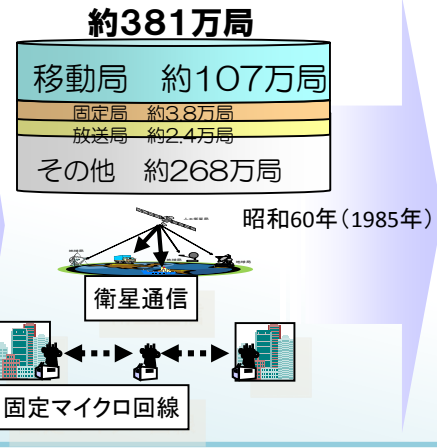 約381万局
移動局　約107万局
固定局　約3.8万局
放送局　約2.4万局
その他　約268万局
昭和60年（1985年）
衛星通信
固定マイクロ回線